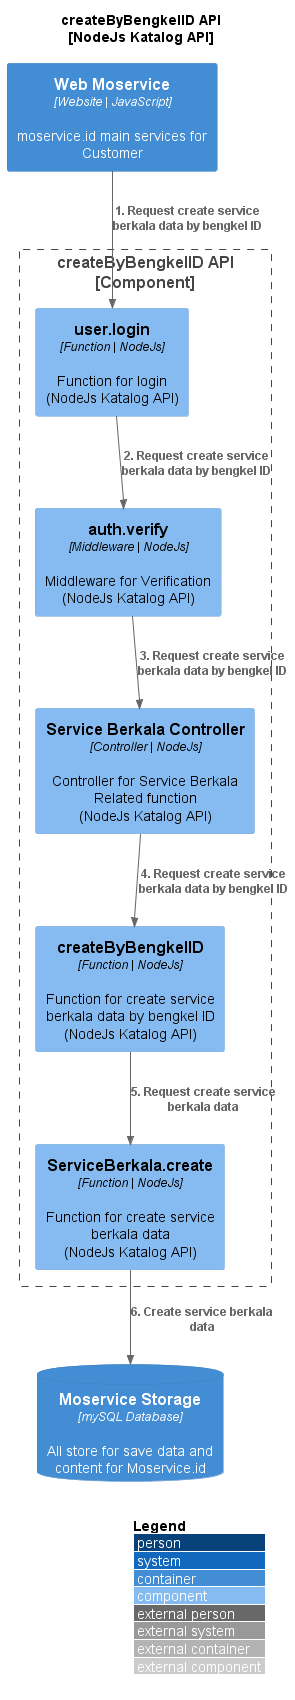 createByBengkelID API
[NodeJs Katalog API]
Web Moservice
[Website | JavaScript]
moservice.id main services for
Customer
1. Request create service
berkala data by bengkel ID
createByBengkelID API
[Component]
user.login
[Function | NodeJs]
Function for login
(NodeJs Katalog API)
2. Request create service
berkala data by bengkel ID
auth.verify
[Middleware | NodeJs]
Middleware for Verification
(NodeJs Katalog API)
3. Request create service
berkala data by bengkel ID
Service Berkala Controller
[Controller | NodeJs]
Controller for Service Berkala
Related function
(NodeJs Katalog API)
4. Request create service
berkala data by bengkel ID
createByBengkelID
[Function | NodeJs]
Function for create service
berkala data by bengkel ID
(NodeJs Katalog API)
5. Request create service
berkala data
ServiceBerkala.create
[Function | NodeJs]
Function for create service
berkala data
(NodeJs Katalog API)
6. Create service berkala
data
Moservice Storage
[mySQL Database]
All store for save data and
content for Moservice.id
Legend
person
system
container
component
external person
external system
external container
external component